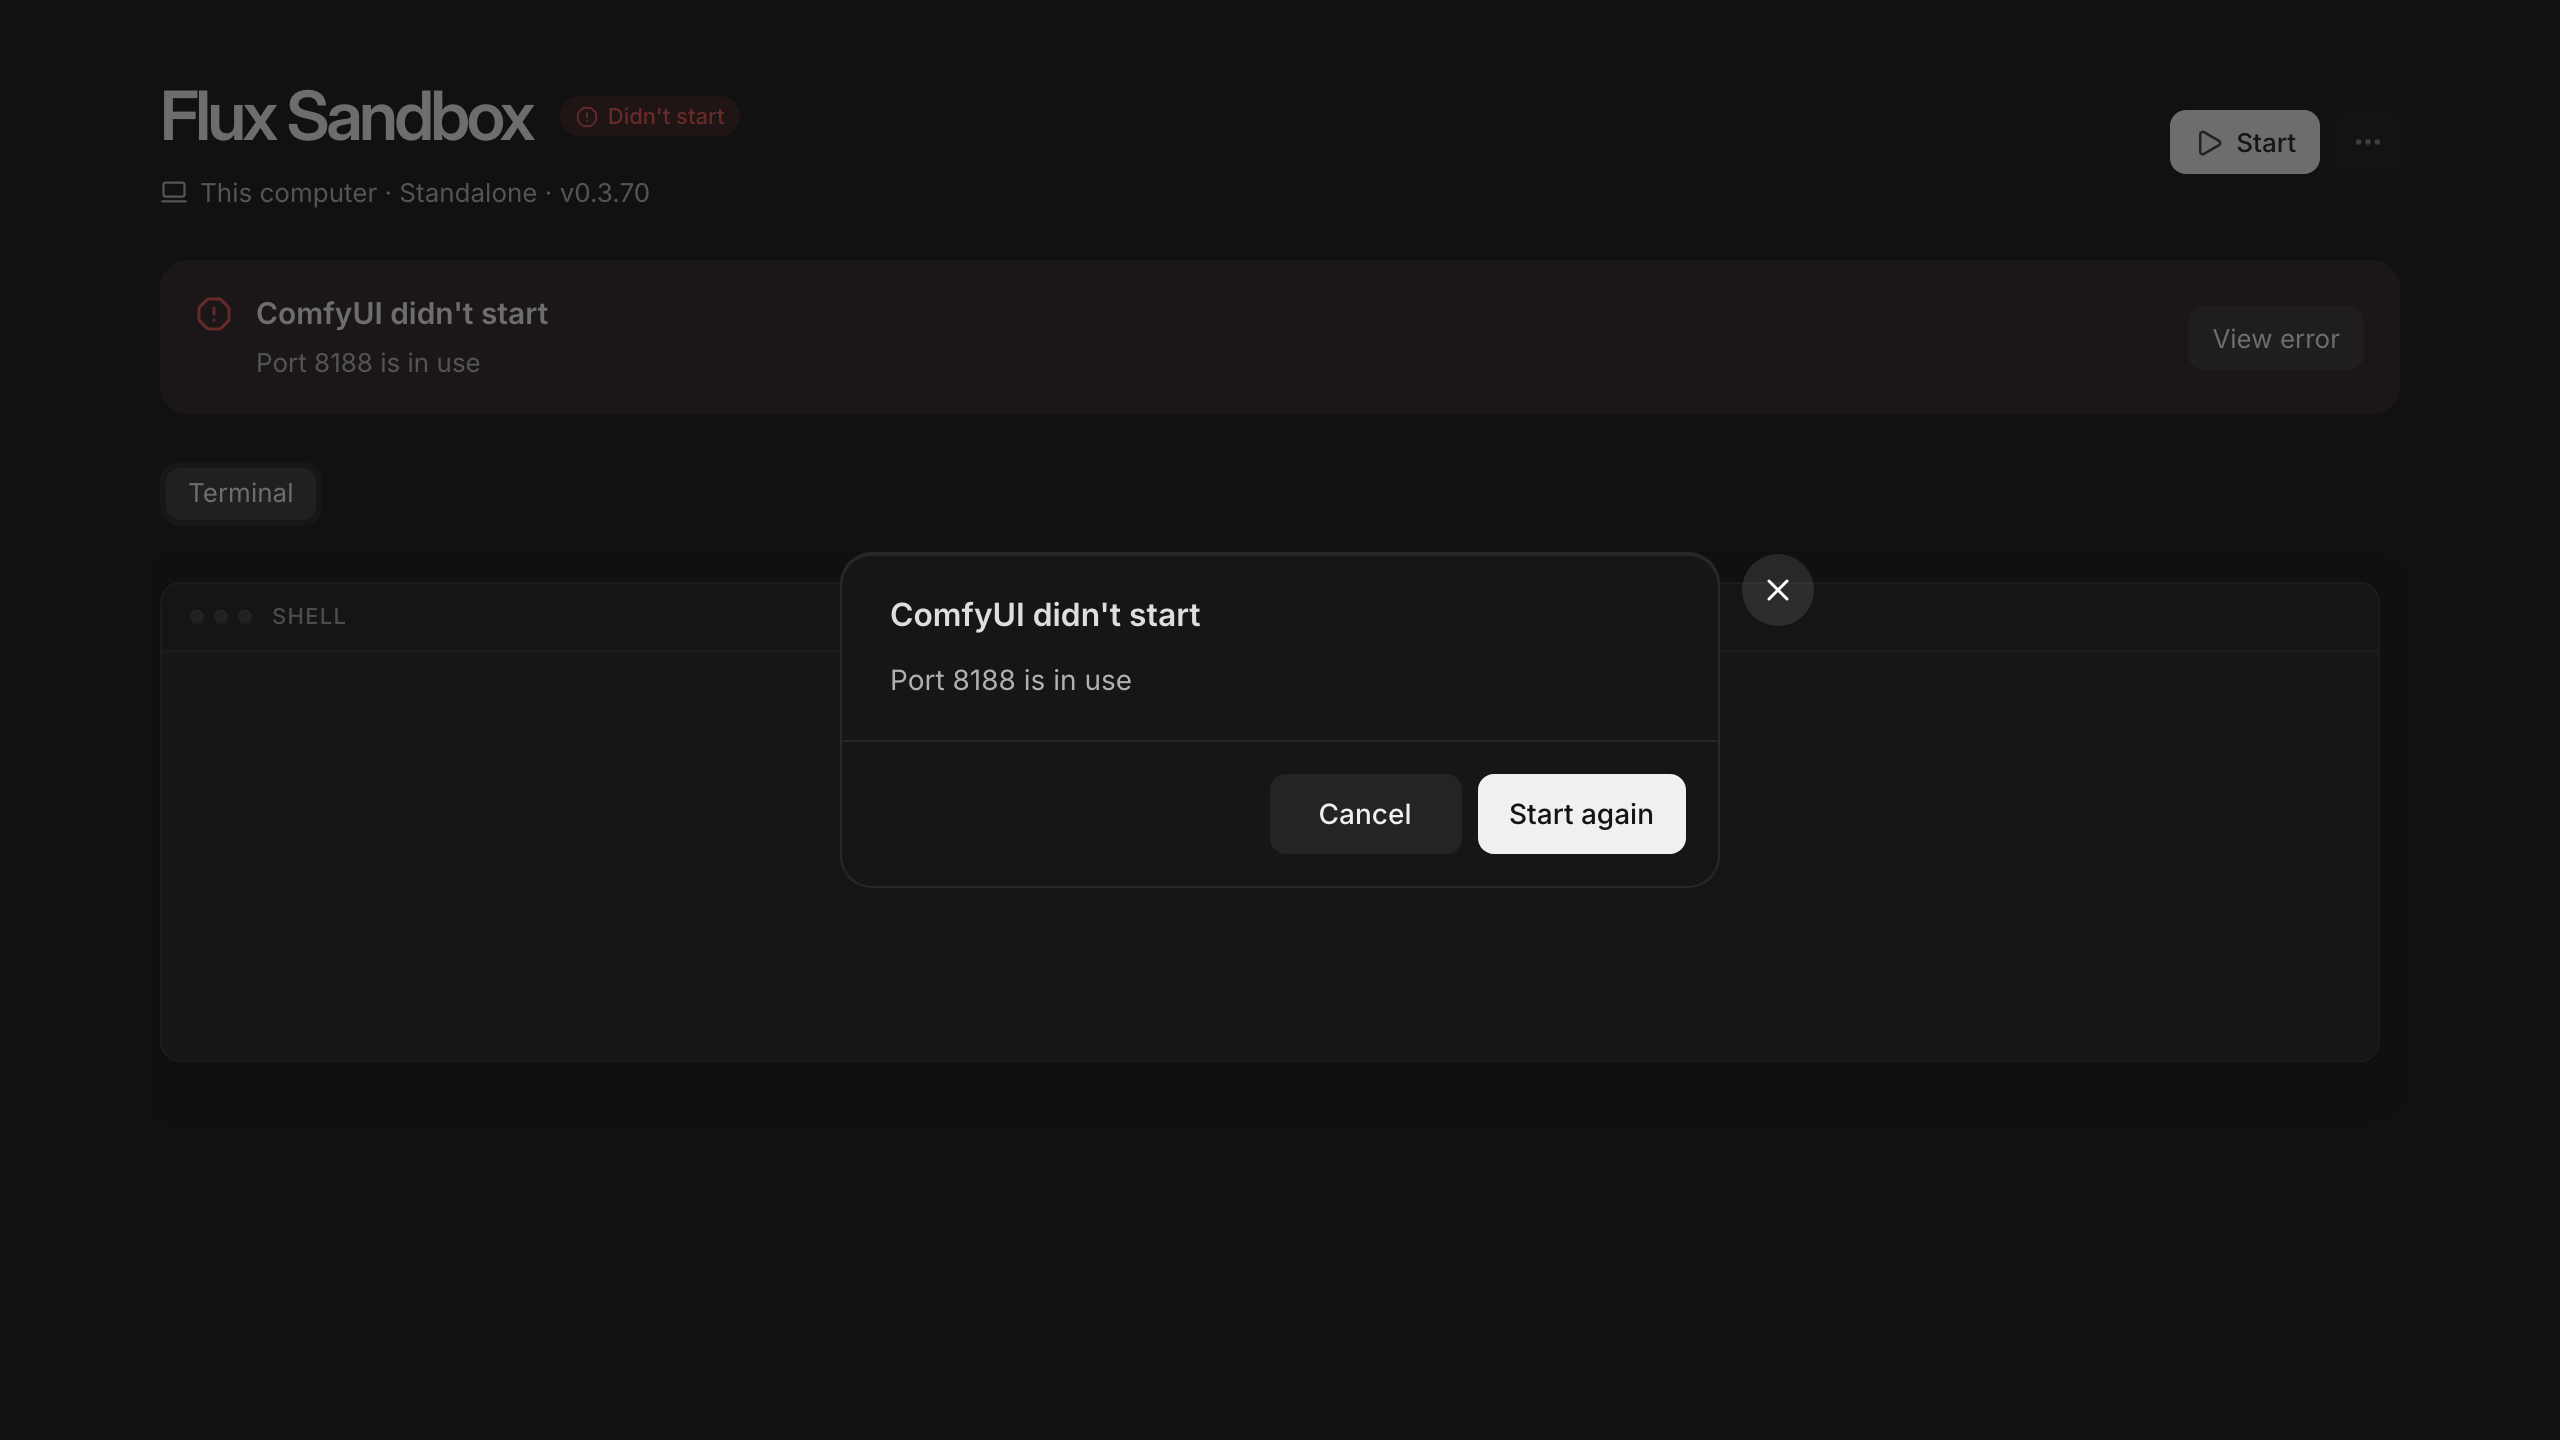 Flux Sandbox
Didn't start
This computer · Standalone · v0.3.70
Start
ComfyUI didn't start
Port 8188 is in use
View error
Terminal
SHELL
ComfyUI didn't start
Port 8188 is in use
Cancel
Start again